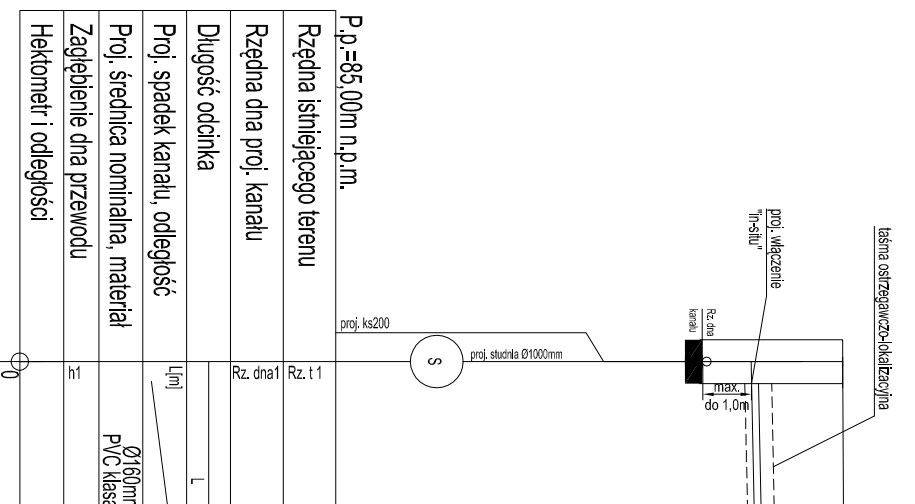 taśma ostrzegawczo-lokalizacyjna
proj. włączenie
"in-situ"
Rz. dna
kanału
max.
do 1,0m
proj. studnia Ø1000mm
S
proj. ks200
P.p.=85,00m n.p.m.
Rzędna istniejącego terenu
Rz. t 1
Rzędna dna proj. kanału
Rz. dna1
Długość odcinka
L
Proj. spadek kanału, odległość
L[m]
Proj. średnica nominalna, materiał
Ø160mm
PVC klasa
Zagłębienie dna przewodu
h1
Hektometr i odległości
0